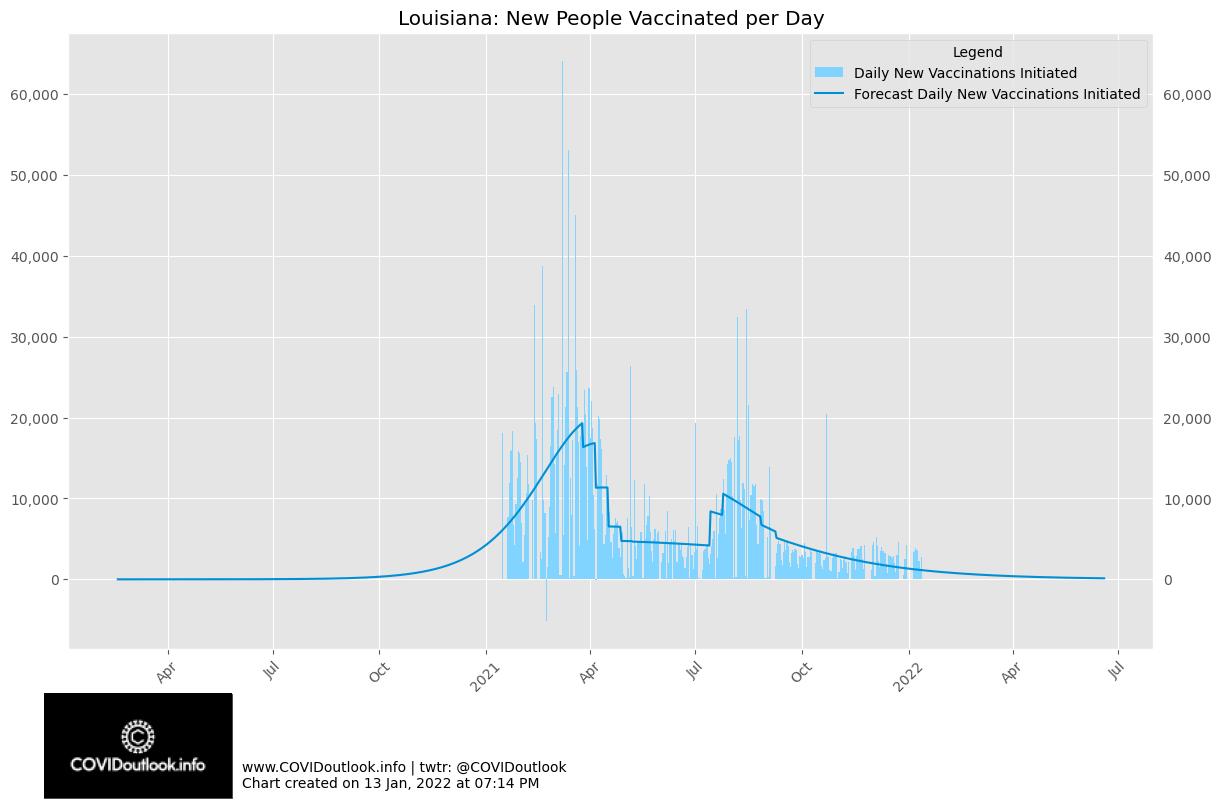 Louisiana: New People Vaccinated per Day
Legend
Daily New Vaccinations Initiated
Forecast Daily New Vaccinations Initiated
60,000 60,000
50,000 50,000
40,000 40,000
30,000 30,000
20,000 20,000
10,000 10,000
0 0
Apr Jul Oct 2021 Apr Jul Oct 2022 Apr Jul
C
COVIDoutlook.info
www.COVIDoutlook.info | twtr: @COVIDoutlook
Chart created on 13 Jan, 2022 at 07:14 PM